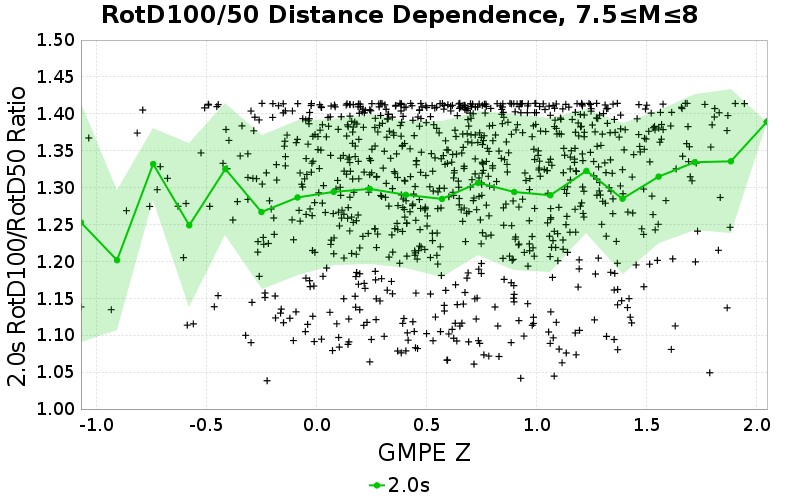 RotD100/50 Distance Dependence, 7.5≤M≤8
2.0s RotD100/RotD50 Ratio
1.50
1.45
1.40
1.35
1.30
1.25
1.20
1.15
1.10
1.05
1.00
-1.0 -0.5 0.0 0.5 1.0 1.5 2.0
GMPE Z
2.0s